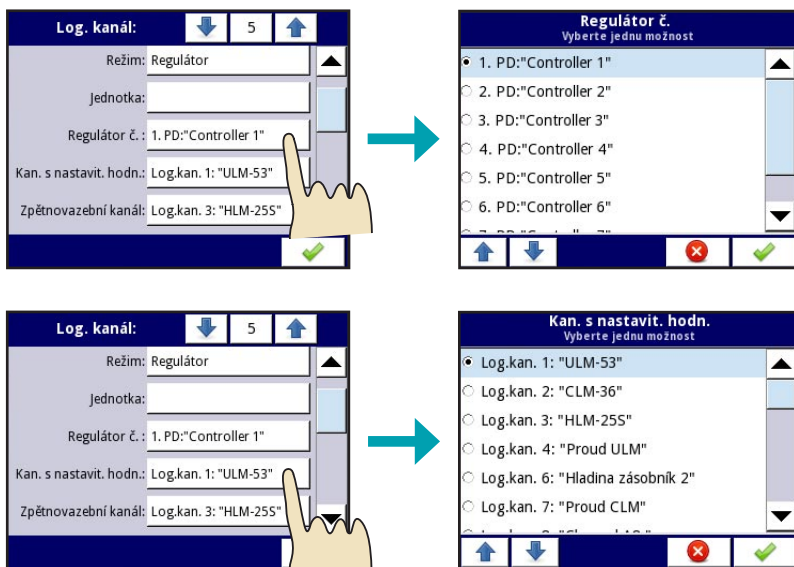 Log. kanál: 5
Režim: Regulátor
Jednotka:
Regulátor č. : 1. PD:"Controller 1"
Kan. s nastavit. hodn.: Log.kan. 1: "ULM-53"
Zpětnovazební kanál: Log.kan. 3: "HLM-25S"
Regulátor č.
Vyberte jednu možnost
1. PD:"Controller 1"
2. PD:"Controller 2"
3. PD:"Controller 3"
4. PD:"Controller 4"
5. PD:"Controller 5"
6. PD:"Controller 6"
Log. kanál: 5
Režim: Regulátor
Jednotka:
Regulátor č. : 1. PD:"Controller 1"
Kan. s nastavit. hodn.: Log.kan. 1: "ULM-53"
Zpětnovazební kanál: Log.kan. 3: "HLM-25S"
Kan. s nastavit. hodn.
Vyberte jednu možnost
Log.kan. 1: "ULM-53"
Log.kan. 2: "CLM-36"
Log.kan. 3: "HLM-25S"
Log.kan. 4: "Proud ULM"
Log.kan. 6: "Hladina zásobník 2"
Log.kan. 7: "Proud CLM"